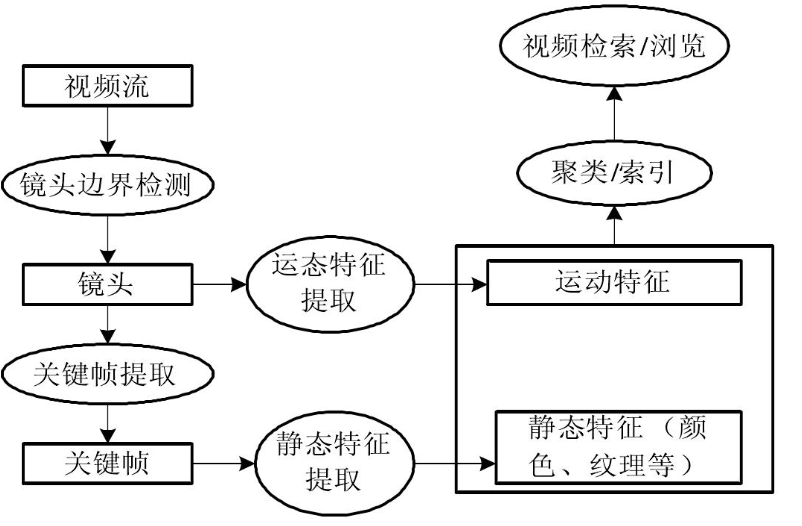 视频流
镜头边界检测
镜头
关键帧提取
关键帧
运态特征
提取
静态特征
提取
视频检索/浏览
聚类/索引
运动特征
静态特征（颜
色、纹理等）